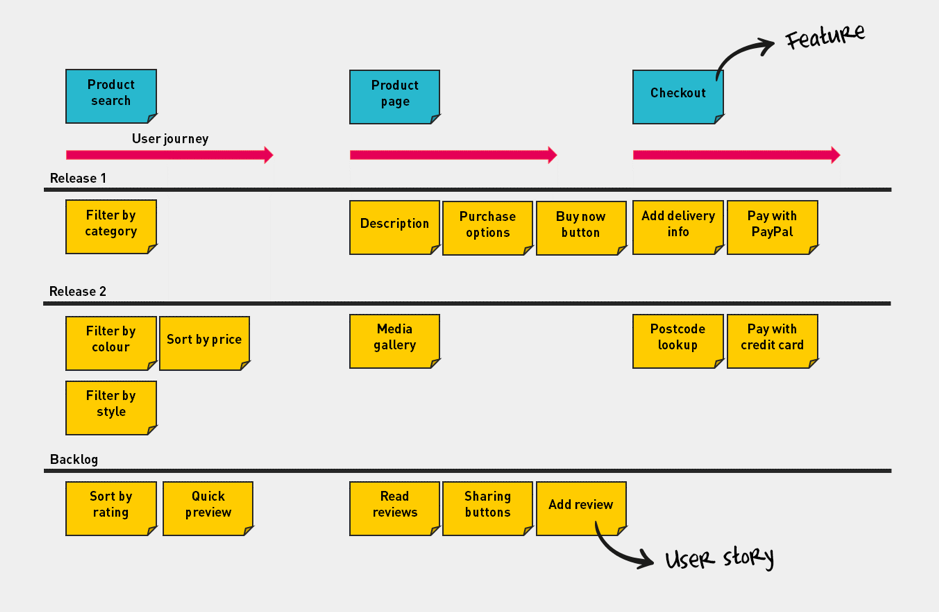 Feature
Product
search
Product
page
Checkout
User journey
Release 1
Filter by
category
Description
Purchase
options
Buy now
button
Add delivery
info
Pay with
PayPal
Release 2
Filter by
colour
Sort by price
Media
gallery
Postcode
lookup
Pay with
credit card
Filter by
style
Backlog
Sort by
rating
Quick
preview
Read
reviews
Sharing
buttons
Add review
User story